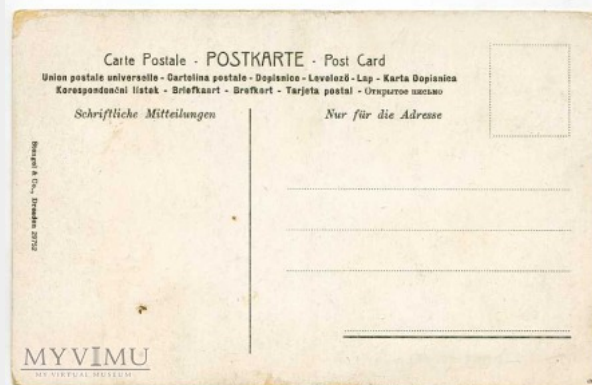 Carte Postale - POSTKARTE - Post Card
Union postale universelle - Cartolina postale - Dopisnice - Levelező - Lap - Karta Dopisnica
Korespondenční lístek - Briefkaart - Brefkort - Tarjeta postal - Открытое письмо
Schriftliche Mitteilungen
Nur für die Adresse
Stengel & Co., Dresden 29792
MYVIMU
MY VIRTUAL MUSEUM